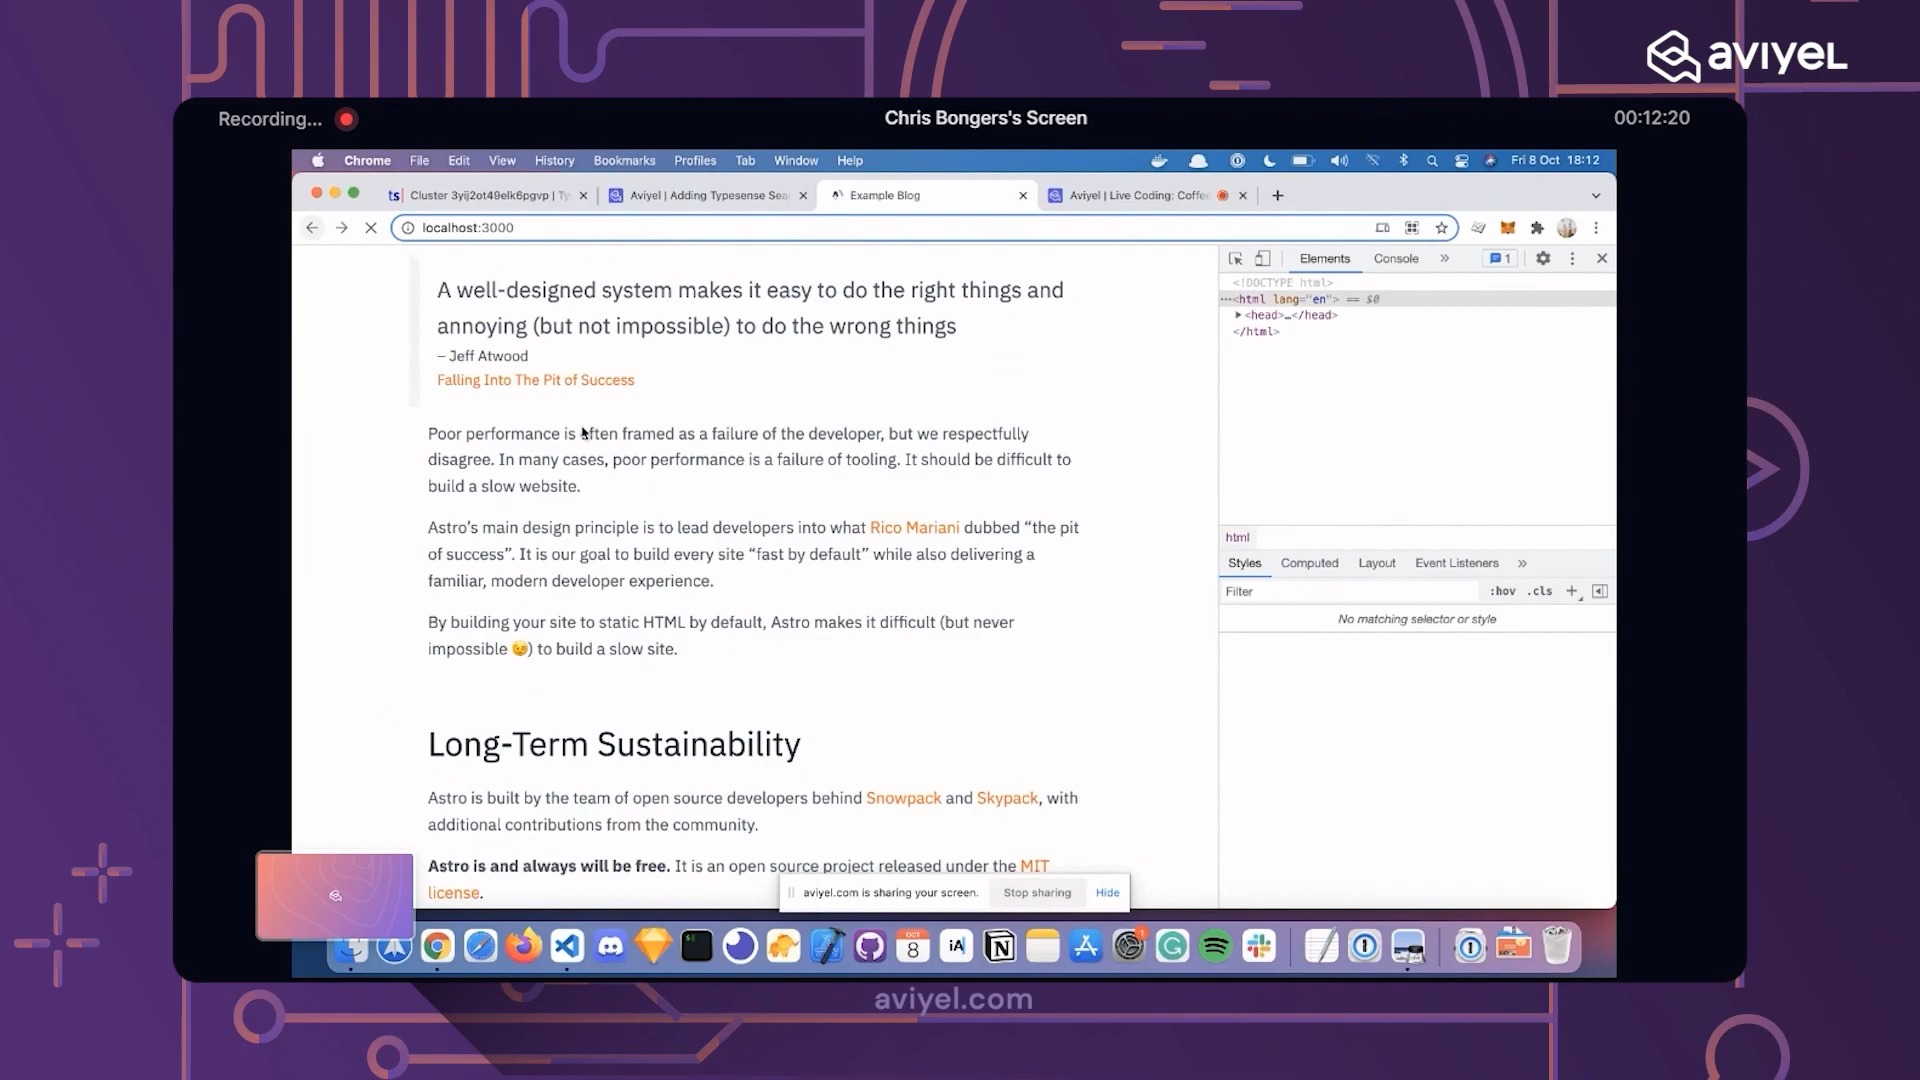 aviyel
Recording...
Chris Bongers's Screen
00:12:20
Chrome File Edit View History Bookmarks Profiles Tab Window Help
Fri 8 Oct 18:12
ts Cluster 3yij2ot49elk6pgvp | Ty
Aviyel | Adding Typesense Sear
Example Blog
Aviyel | Live Coding: Coffe
localhost:3000
A well-designed system makes it easy to do the right things and
annoying (but not impossible) to do the wrong things
– Jeff Atwood
Falling Into The Pit of Success
Poor performance is often framed as a failure of the developer, but we respectfully
disagree. In many cases, poor performance is a failure of tooling. It should be difficult to
build a slow website.
Astro’s main design principle is to lead developers into what Rico Mariani dubbed “the pit
of success”. It is our goal to build every site “fast by default” while also delivering a
familiar, modern developer experience.
By building your site to static HTML by default, Astro makes it difficult (but never
impossible 😉) to build a slow site.
Long-Term Sustainability
Astro is built by the team of open source developers behind Snowpack and Skypack, with
additional contributions from the community.
Astro is and always will be free. It is an open source project released under the MIT
license.
Elements Console » 1
<!DOCTYPE html>
···<html lang="en"> == $0
<head>…</head>
</html>
html
Styles Computed Layout Event Listeners »
Filter :hov .cls +
No matching selector or style
aviyel.com is sharing your screen. Stop sharing Hide
OCT
8
iA
1
aviyel.com